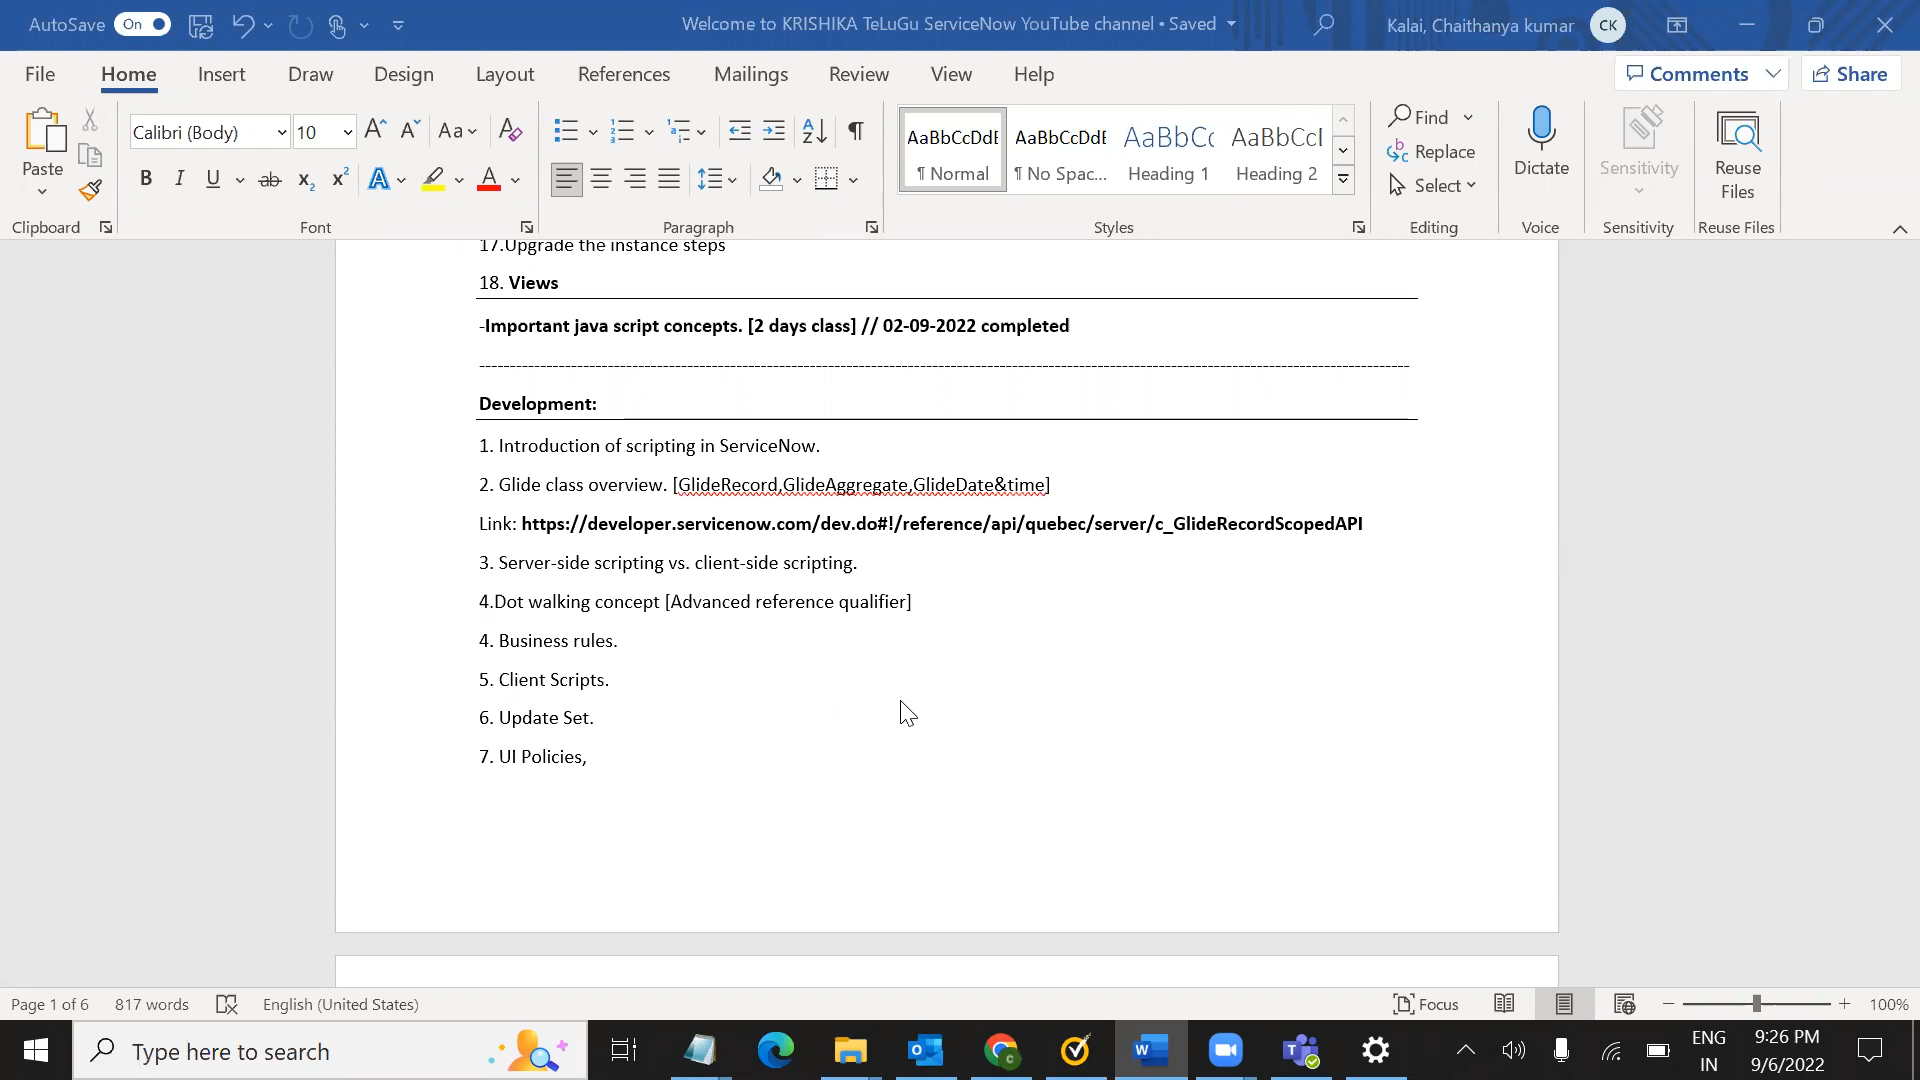 AutoSave On
Welcome to KRISHIKA TeLuGu ServiceNow YouTube channel • Saved
Kalai, Chaithanya kumar CK
File Home Insert Draw Design Layout References Mailings Review View Help
Comments Share
Paste
Clipboard
Calibri (Body) 10
Font
Paragraph
AaBbCcDdE AaBbCcDdE AaBbCc AaBbCcE
¶ Normal ¶ No Spac... Heading 1 Heading 2
Styles
Find
Replace
Select
Editing
Dictate
Voice
Sensitivity
Sensitivity
Reuse Files
Reuse Files
17.Upgrade the instance steps
18. Views
-Important java script concepts. [2 days class] // 02-09-2022 completed
Development:
1. Introduction of scripting in ServiceNow.
2. Glide class overview. [GlideRecord,GlideAggregate,GlideDate&time]
Link: https://developer.servicenow.com/dev.do#!/reference/api/quebec/server/c_GlideRecordScopedAPI
3. Server-side scripting vs. client-side scripting.
4.Dot walking concept [Advanced reference qualifier]
4. Business rules.
5. Client Scripts.
6. Update Set.
7. UI Policies,
Page 1 of 6 817 words English (United States)
Focus 100%
Type here to search
ENG
IN
9:26 PM
9/6/2022